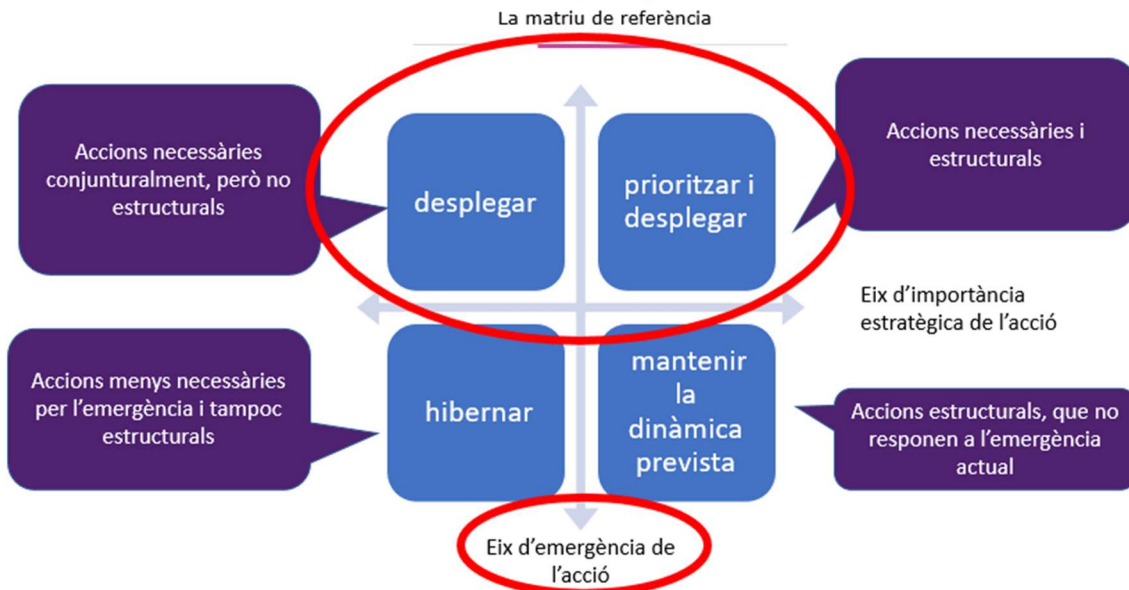 La matriu de referència
Accions necessàries
conjunturalment, però no
estructurals
desplegar
prioritzar i
desplegar
Accions necessàries i
estructurals
Eix d’importància
estratègica de l’acció
Accions menys necessàries
per l’emergència i tampoc
estructurals
hibernar
mantenir
la
dinàmica
prevista
Accions estructurals, que no
responen a l’emergència
actual
Eix d’emergència de
l’acció